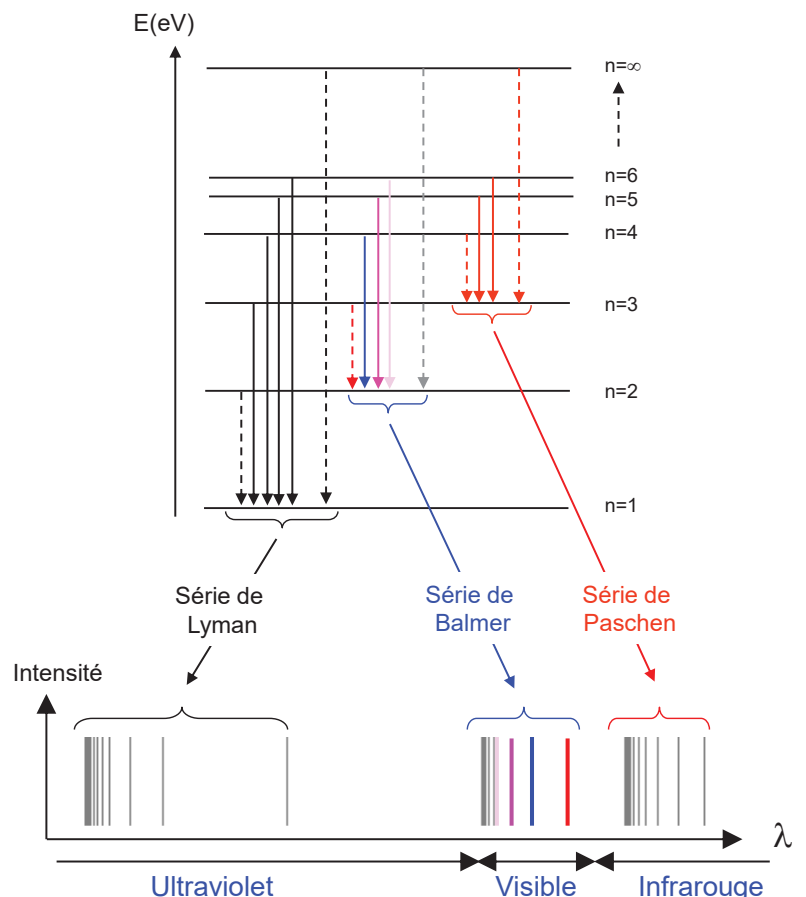 E(eV)
n=∞
n=6
n=5
n=4
n=3
n=2
n=1
Série de
Lyman
Série de
Balmer
Série de
Paschen
Intensité
λ
Ultraviolet
Visible
Infrarouge